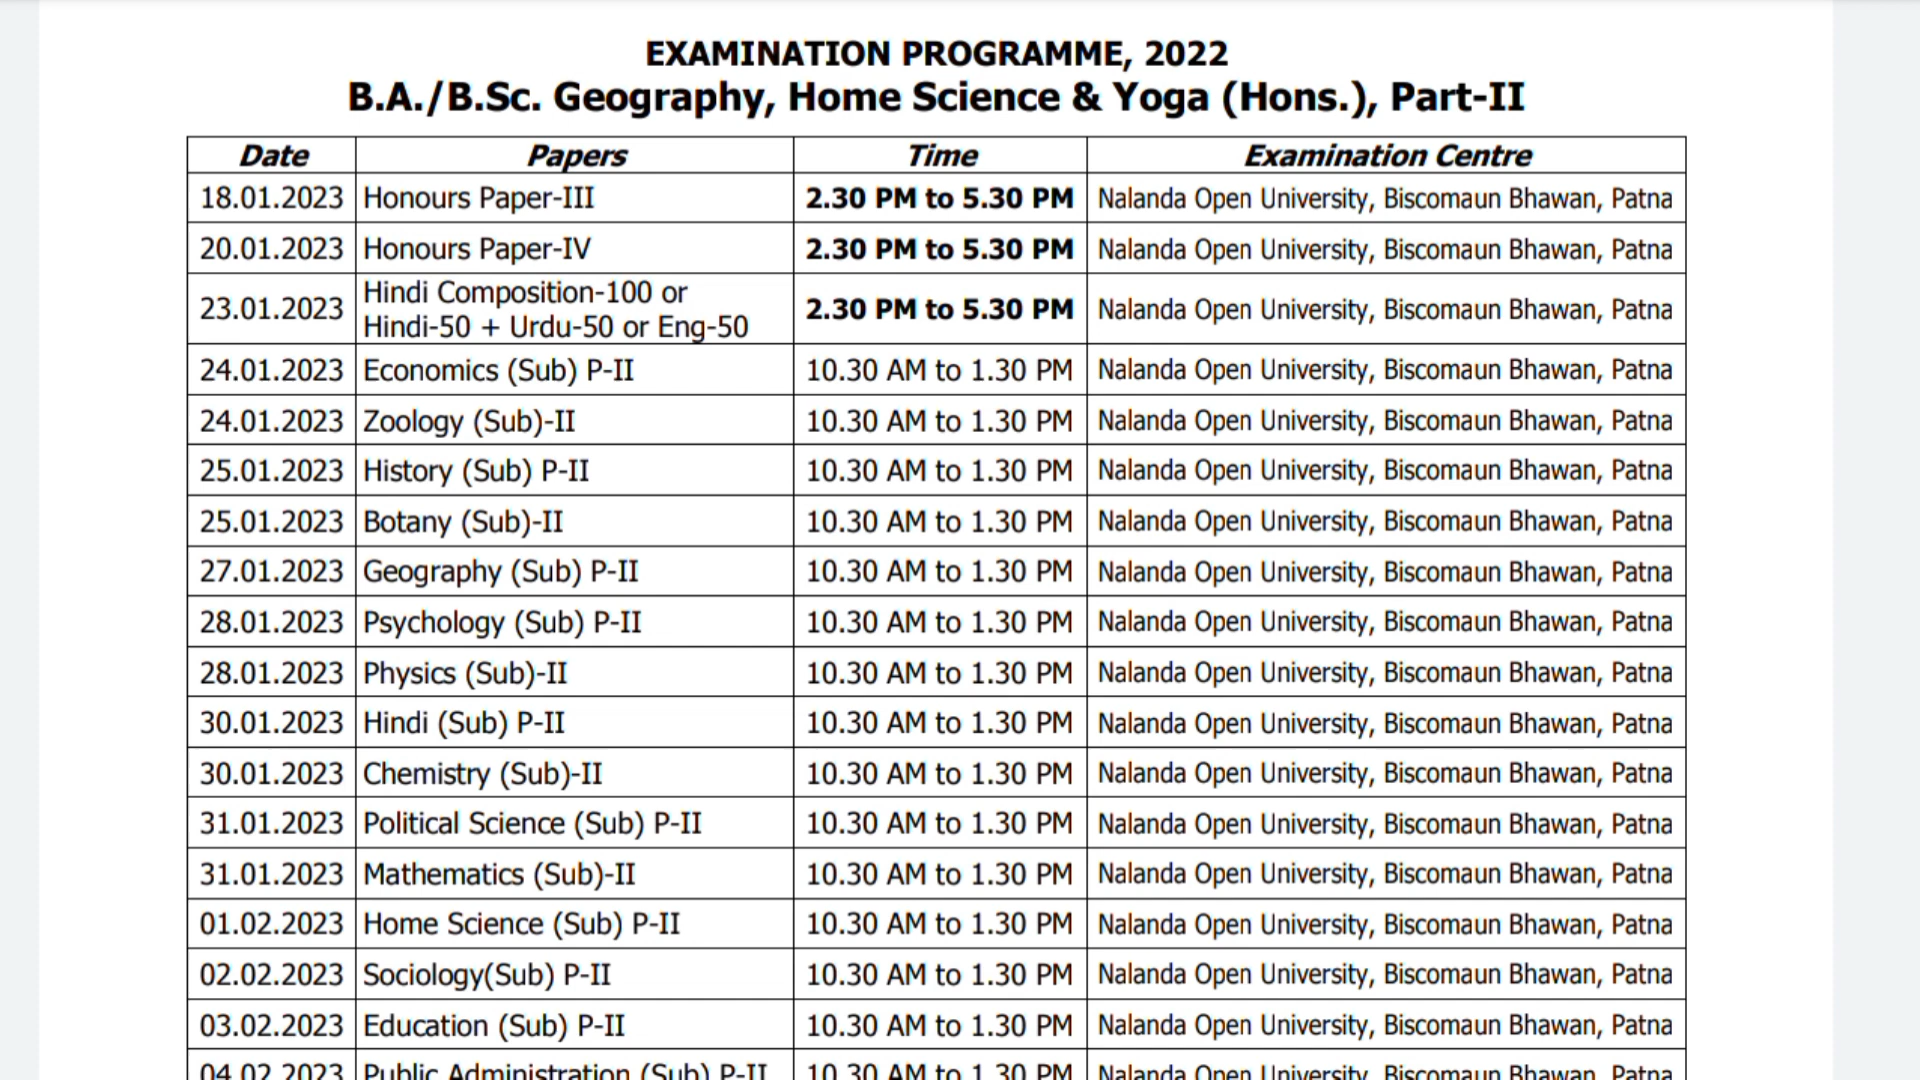 EXAMINATION PROGRAMME, 2022
B.A./B.Sc. Geography, Home Science & Yoga (Hons.), Part-II
Date Papers Time Examination Centre
18.01.2023 Honours Paper-III 2.30 PM to 5.30 PM Nalanda Open University, Biscomaun Bhawan, Patna
20.01.2023 Honours Paper-IV 2.30 PM to 5.30 PM Nalanda Open University, Biscomaun Bhawan, Patna
23.01.2023 Hindi Composition-100 or
Hindi-50 + Urdu-50 or Eng-50 2.30 PM to 5.30 PM Nalanda Open University, Biscomaun Bhawan, Patna
24.01.2023 Economics (Sub) P-II 10.30 AM to 1.30 PM Nalanda Open University, Biscomaun Bhawan, Patna
24.01.2023 Zoology (Sub)-II 10.30 AM to 1.30 PM Nalanda Open University, Biscomaun Bhawan, Patna
25.01.2023 History (Sub) P-II 10.30 AM to 1.30 PM Nalanda Open University, Biscomaun Bhawan, Patna
25.01.2023 Botany (Sub)-II 10.30 AM to 1.30 PM Nalanda Open University, Biscomaun Bhawan, Patna
27.01.2023 Geography (Sub) P-II 10.30 AM to 1.30 PM Nalanda Open University, Biscomaun Bhawan, Patna
28.01.2023 Psychology (Sub) P-II 10.30 AM to 1.30 PM Nalanda Open University, Biscomaun Bhawan, Patna
28.01.2023 Physics (Sub)-II 10.30 AM to 1.30 PM Nalanda Open University, Biscomaun Bhawan, Patna
30.01.2023 Hindi (Sub) P-II 10.30 AM to 1.30 PM Nalanda Open University, Biscomaun Bhawan, Patna
30.01.2023 Chemistry (Sub)-II 10.30 AM to 1.30 PM Nalanda Open University, Biscomaun Bhawan, Patna
31.01.2023 Political Science (Sub) P-II 10.30 AM to 1.30 PM Nalanda Open University, Biscomaun Bhawan, Patna
31.01.2023 Mathematics (Sub)-II 10.30 AM to 1.30 PM Nalanda Open University, Biscomaun Bhawan, Patna
01.02.2023 Home Science (Sub) P-II 10.30 AM to 1.30 PM Nalanda Open University, Biscomaun Bhawan, Patna
02.02.2023 Sociology(Sub) P-II 10.30 AM to 1.30 PM Nalanda Open University, Biscomaun Bhawan, Patna
03.02.2023 Education (Sub) P-II 10.30 AM to 1.30 PM Nalanda Open University, Biscomaun Bhawan, Patna
04.02.2023 Public Administration (Sub) P-II 10.30 AM to 1.30 PM Nalanda Open University, Biscomaun Bhawan, Patna